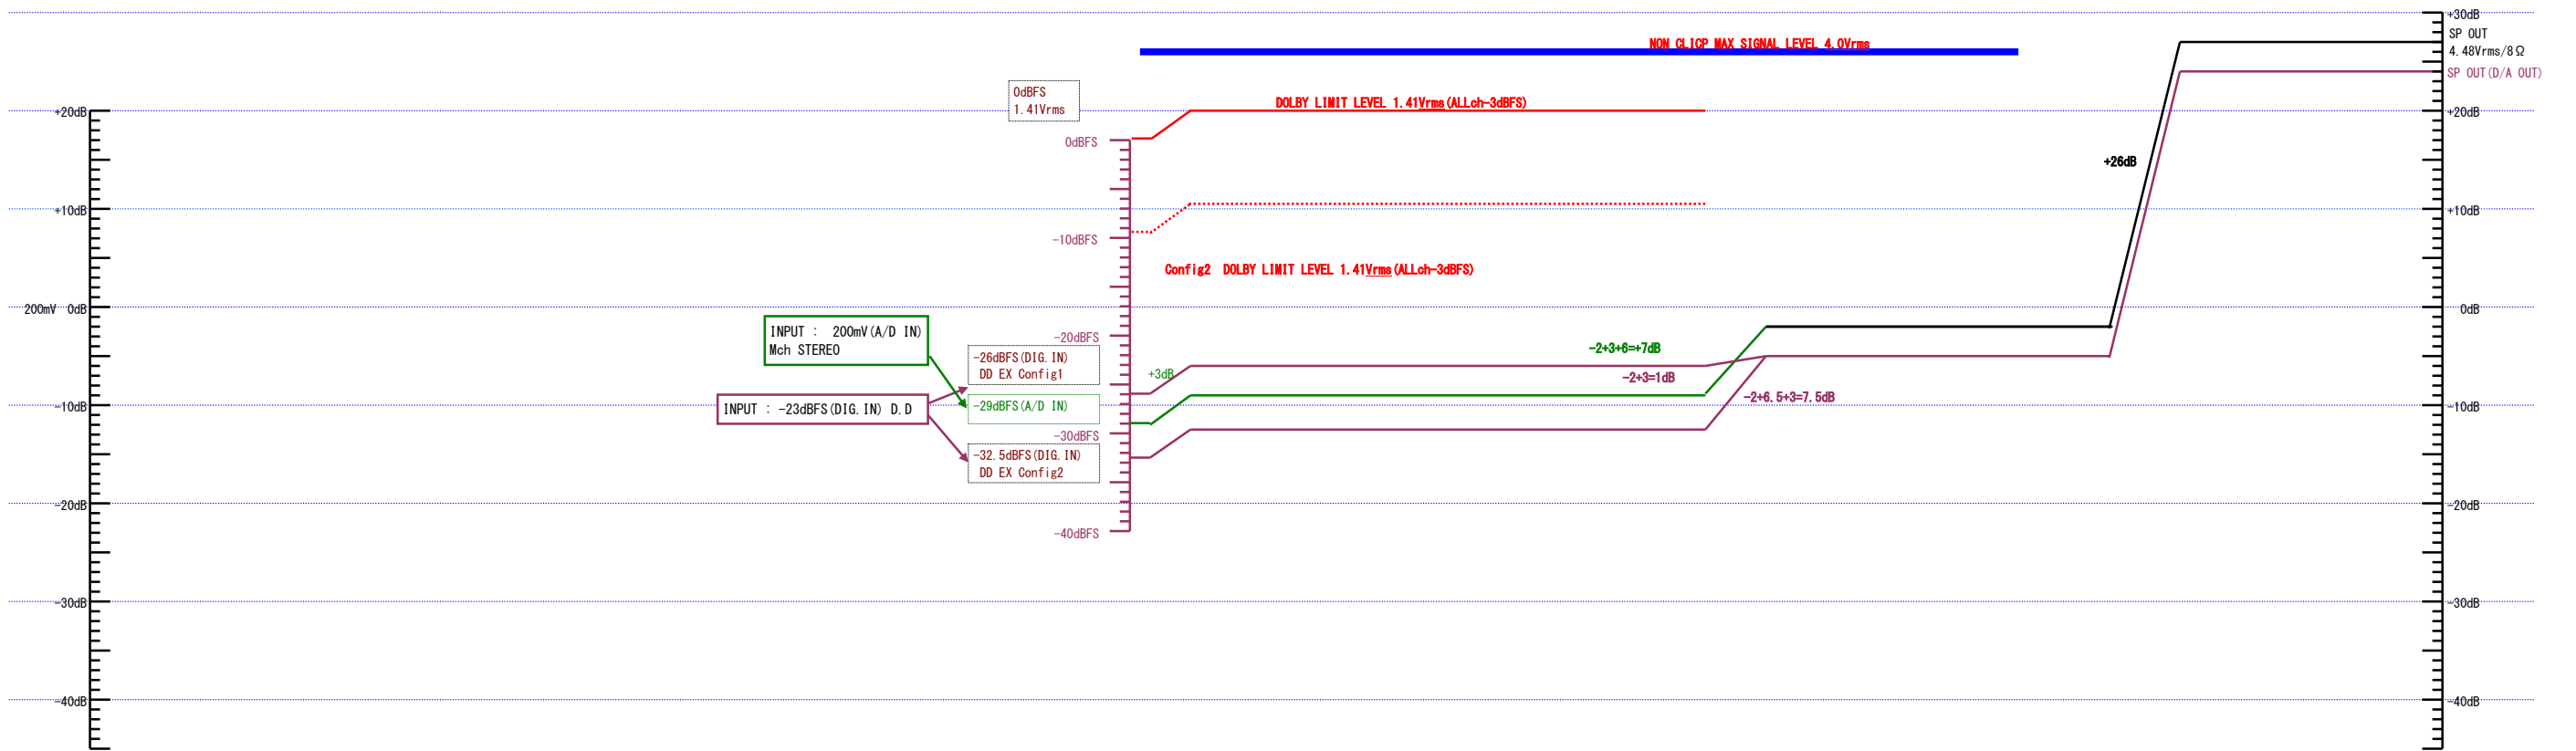 +30dB
NON CLICP MAX SIGNAL LEVEL 4.0Vrms
SP OUT
4.48Vrms/8Ω
SP OUT(D/A OUT)
0dBFS
1.41Vrms
DOLBY LIMIT LEVEL 1.41Vrms(ALLch-3dBFS)
+20dB
+20dB
0dBFS
+26dB
+10dB
+10dB
-10dBFS
Config2 DOLBY LIMIT LEVEL 1.41Vrms(ALLch-3dBFS)
200mV 0dB
0dB
INPUT : 200mV(A/D IN)
Mch STEREO
-20dBFS
-26dBFS(DIG.IN)
DD EX Config1
+3dB
-2+3+6=+7dB
-2+3=1dB
-2+6.5+3=7.5dB
-10dB
INPUT : -23dBFS(DIG.IN) D.D
-29dBFS(A/D IN)
-10dB
-30dBFS
-32.5dBFS(DIG.IN)
DD EX Config2
-20dB
-20dB
-40dBFS
-30dB
-30dB
-40dB
-40dB